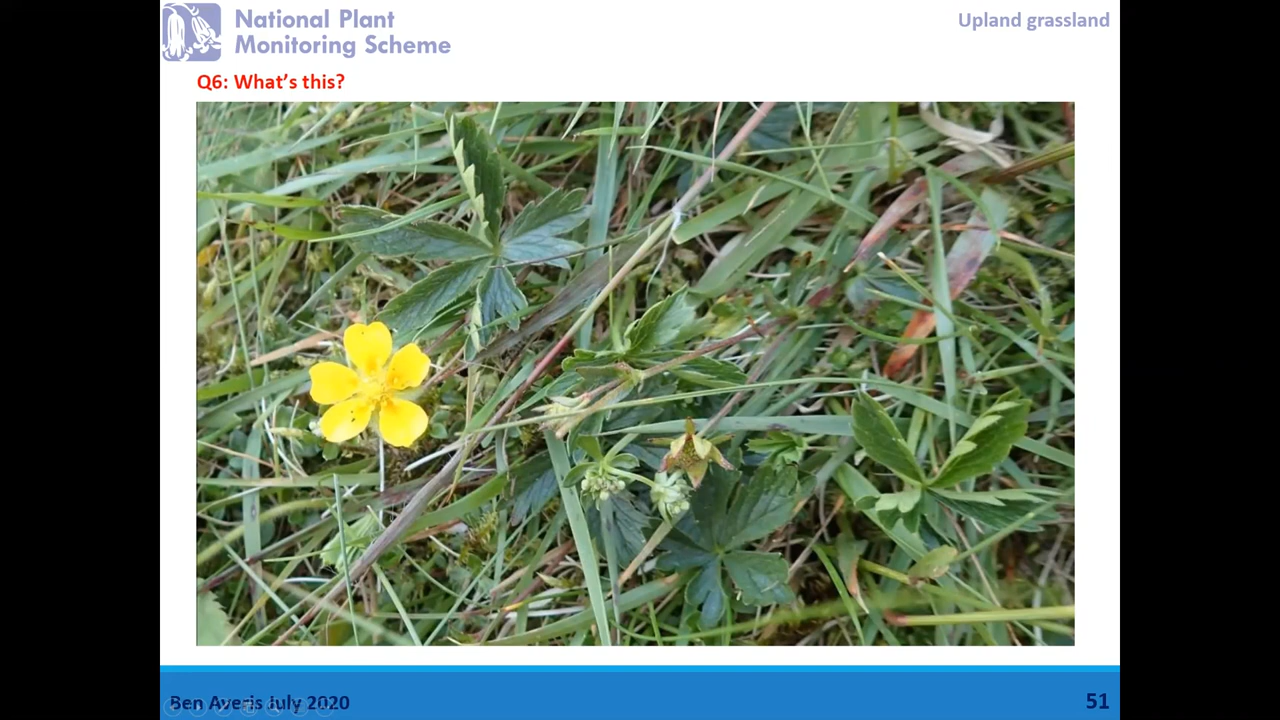 National Plant
Monitoring Scheme
Upland grassland
Q6: What's this?
Ben Averis July 2020
51